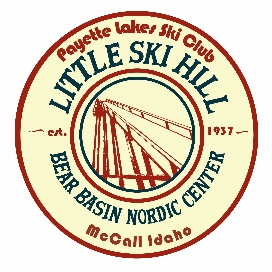 Payette Lakes Ski Club
LITTLE SKI HILL
est. 1937
BEAR BASIN NORDIC CENTER
McCall Idaho